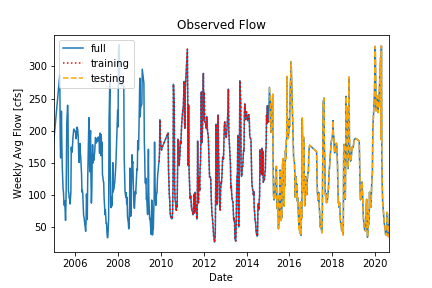 Observed Flow
full
training
testing
Weekly Avg Flow [cfs]
300
250
200
150
100
50
2006 2008 2010 2012 2014 2016 2018 2020
Date